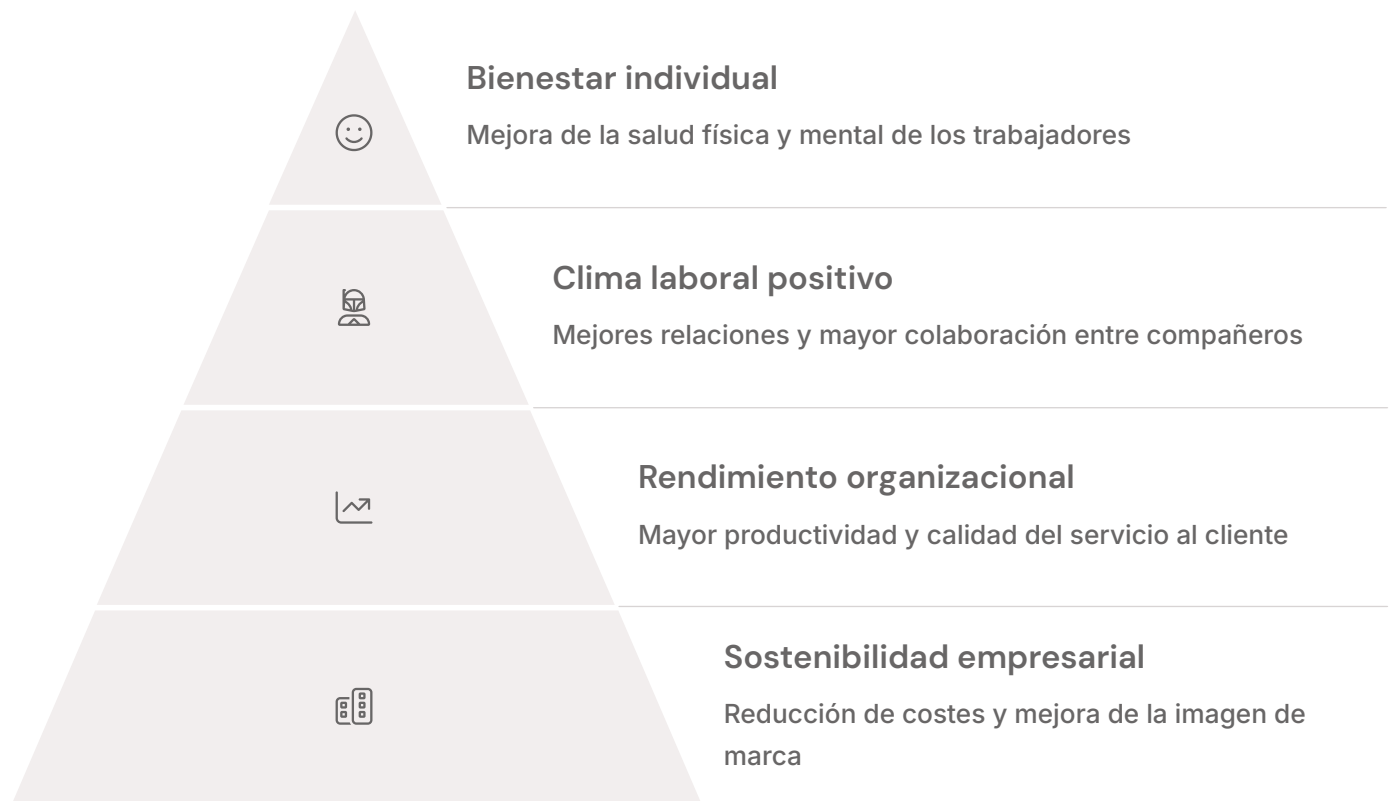 Bienestar individual
Mejora de la salud física y mental de los trabajadores
Clima laboral positivo
Mejores relaciones y mayor colaboración entre compañeros
Rendimiento organizacional
Mayor productividad y calidad del servicio al cliente
Sostenibilidad empresarial
Reducción de costes y mejora de la imagen de
marca